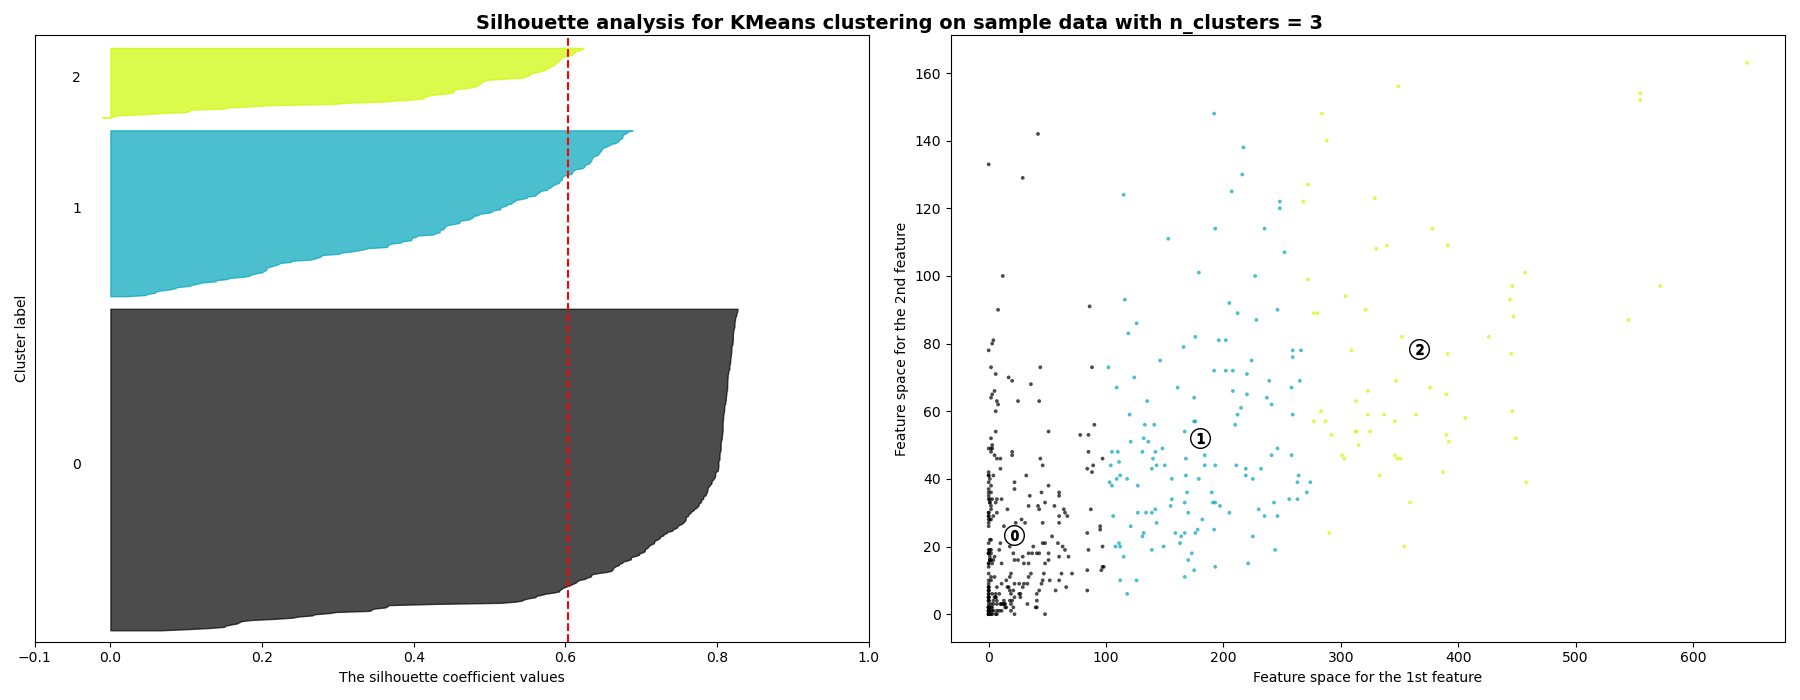 Silhouette analysis for KMeans clustering on sample data with n_clusters = 3
Cluster label
2
1
0
−0.1 0.0 0.2 0.4 0.6 0.8 1.0
The silhouette coefficient values
Feature space for the 2nd feature
160
140
120
100
80
60
40
20
0
2
1
0
0 100 200 300 400 500 600
Feature space for the 1st feature